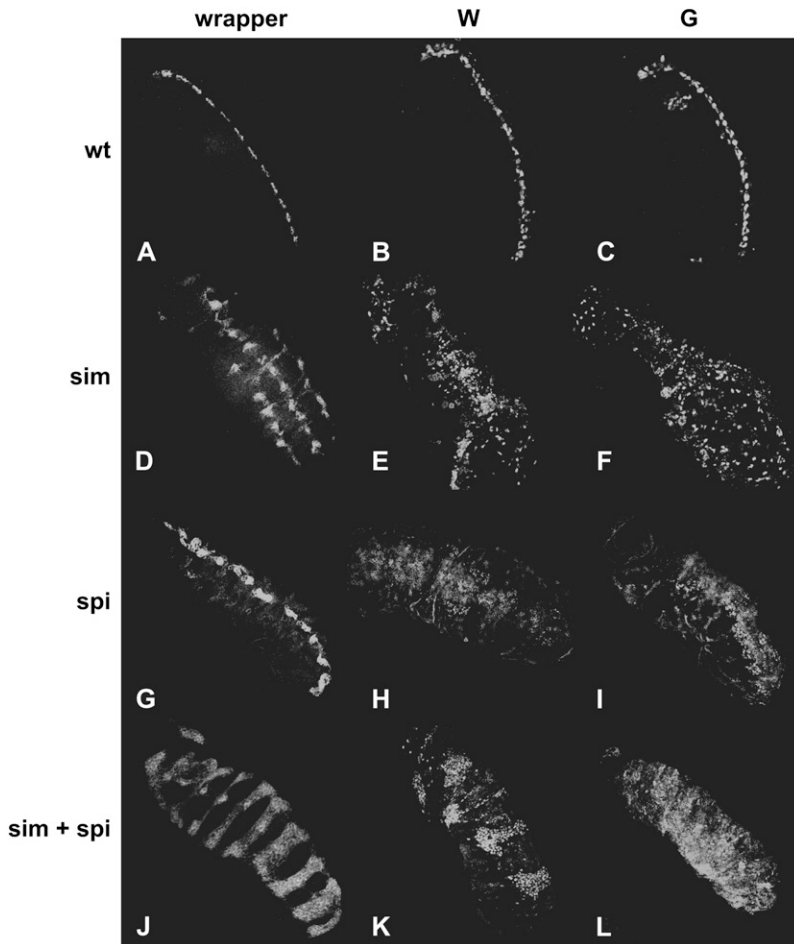 wrapper W G
wt
A B C
sim
D E F
spi
G H I
sim + spi
J K L